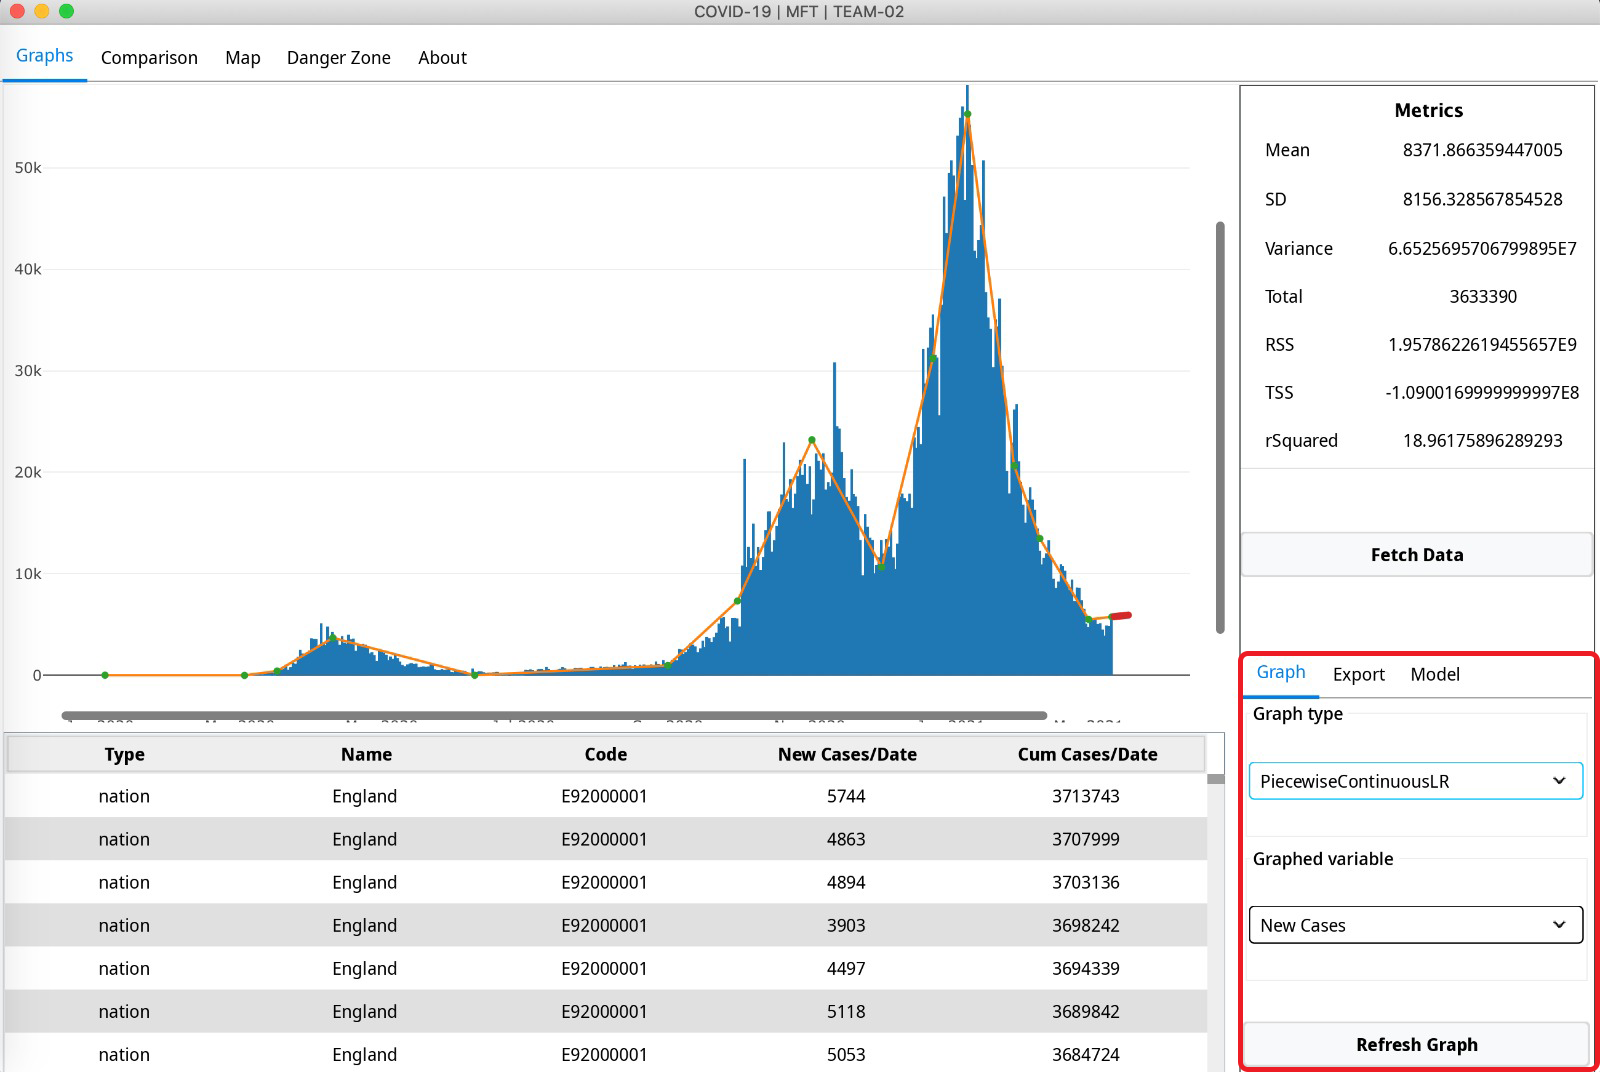 COVID-19 | MFT | TEAM-02
Graphs Comparison Map Danger Zone About
50k
40k
30k
20k
10k
0
Metrics
Mean 8371.866359447005
SD 8156.328567854528
Variance 6.6525695706799895E7
Total 3633390
RSS 1.9578622619455657E9
TSS -1.0900169999999997E8
rSquared 18.96175896289293
Fetch Data
Graph Export Model
Graph type
PiecewiseContinuousLR
Graphed variable
New Cases
Refresh Graph
Type Name Code New Cases/Date Cum Cases/Date
nation England E92000001 5744 3713743
nation England E92000001 4863 3707999
nation England E92000001 4894 3703136
nation England E92000001 3903 3698242
nation England E92000001 4497 3694339
nation England E92000001 5118 3689842
nation England E92000001 5053 3684724